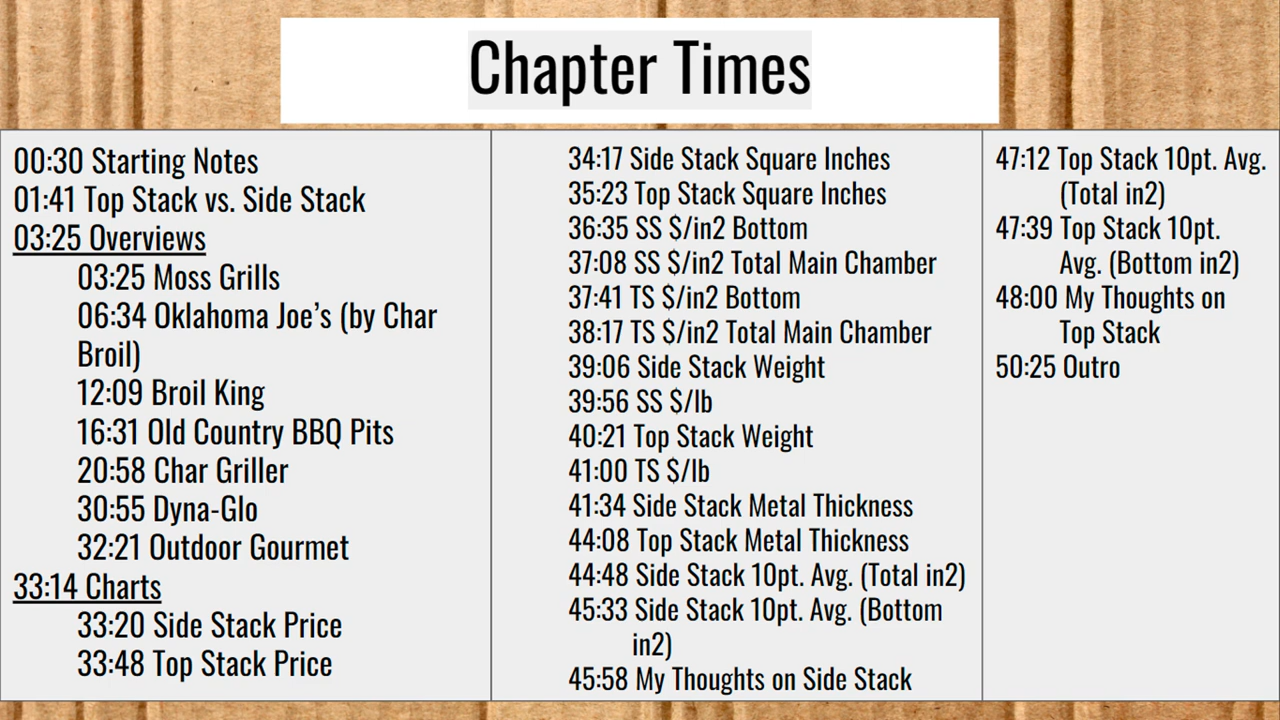 Chapter Times
00:30 Starting Notes
01:41 Top Stack vs. Side Stack
03:25 Overviews
03:25 Moss Grills
06:34 Oklahoma Joe’s (by Char
Broil)
12:09 Broil King
16:31 Old Country BBQ Pits
20:58 Char Griller
30:55 Dyna-Glo
32:21 Outdoor Gourmet
33:14 Charts
33:20 Side Stack Price
33:48 Top Stack Price
34:17 Side Stack Square Inches
35:23 Top Stack Square Inches
36:35 SS $/in2 Bottom
37:08 SS $/in2 Total Main Chamber
37:41 TS $/in2 Bottom
38:17 TS $/in2 Total Main Chamber
39:06 Side Stack Weight
39:56 SS $/lb
40:21 Top Stack Weight
41:00 TS $/lb
41:34 Side Stack Metal Thickness
44:08 Top Stack Metal Thickness
44:48 Side Stack 10pt. Avg. (Total in2)
45:33 Side Stack 10pt. Avg. (Bottom
in2)
45:58 My Thoughts on Side Stack
47:12 Top Stack 10pt. Avg.
(Total in2)
47:39 Top Stack 10pt.
Avg. (Bottom in2)
48:00 My Thoughts on
Top Stack
50:25 Outro